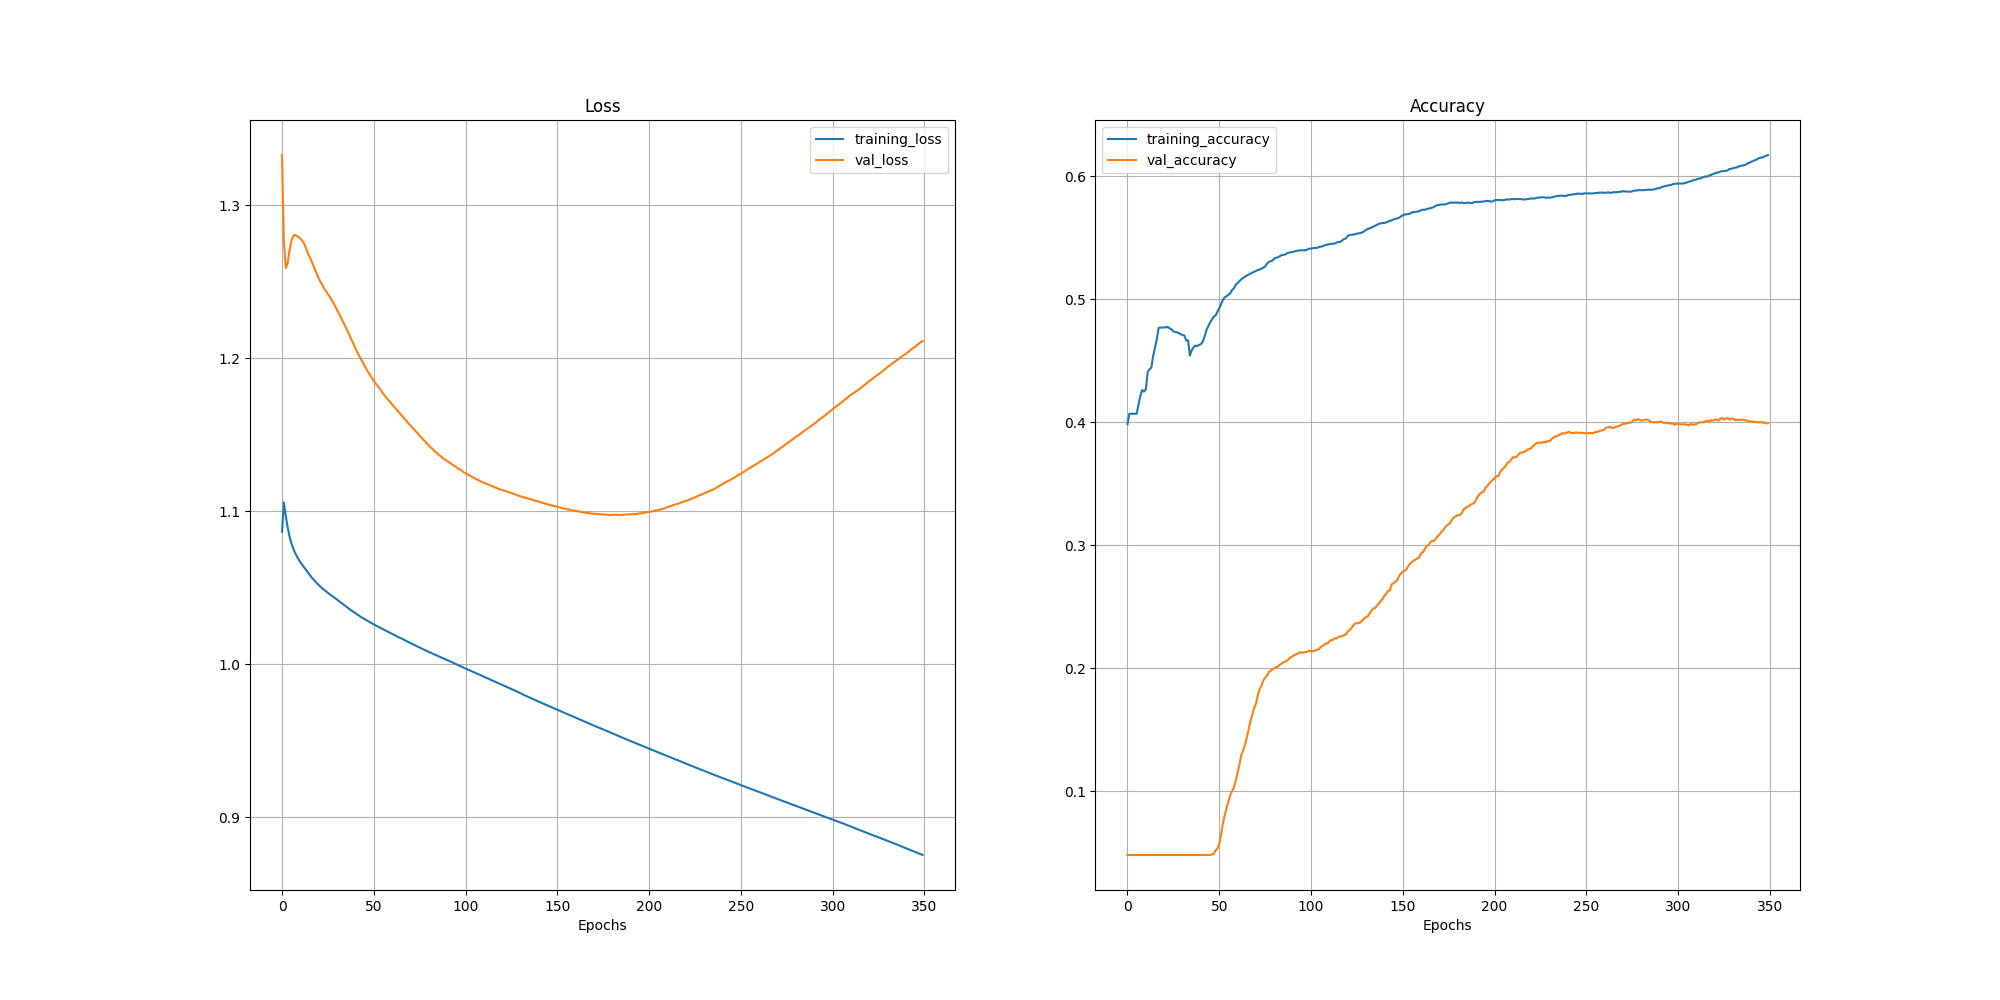 Loss
training_loss
val_loss
1.3
1.2
1.1
1.0
0.9
0 50 100 150 200 250 300 350
Epochs
Accuracy
training_accuracy
val_accuracy
0.6
0.5
0.4
0.3
0.2
0.1
0 50 100 150 200 250 300 350
Epochs